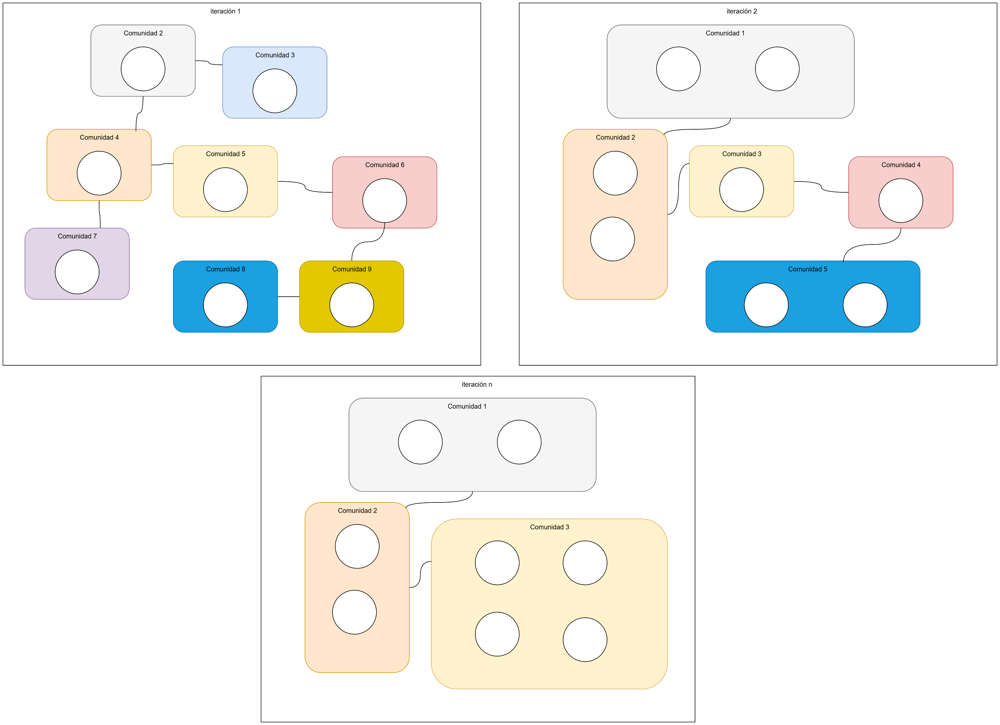 iteración 1
Comunidad 2
Comunidad 3
Comunidad 4
Comunidad 5
Comunidad 6
Comunidad 7
Comunidad 8
Comunidad 9
iteración 2
Comunidad 1
Comunidad 2
Comunidad 3
Comunidad 4
Comunidad 5
iteración n
Comunidad 1
Comunidad 2
Comunidad 3